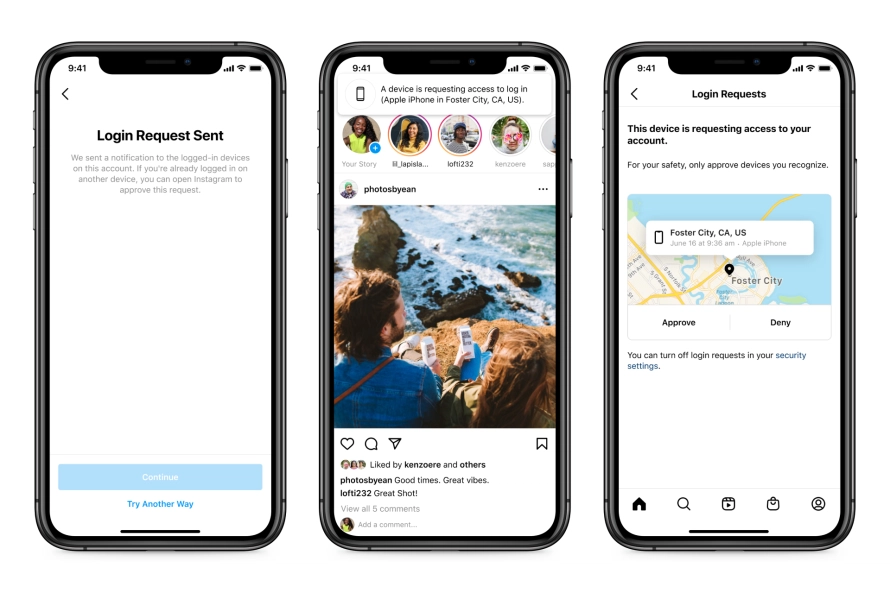 9:41
Login Request Sent
We sent a notification to the logged-in devices
on this account. If you're already logged in on
another device, you can open Instagram to
approve this request.
Continue
Try Another Way
9:41
A device is requesting access to log in
(Apple iPhone in Foster City, CA, US).
Your Story
lil_lapisla...
lofti232
kenzoere
sap
photosbyean
Liked by kenzoere and others
photosbyean Good times. Great vibes.
lofti232 Great Shot!
View all 5 comments
Add a comment...
9:41
Login Requests
This device is requesting access to your
account.
For your safety, only approve devices you recognize.
Foster City, CA, US
June 16 at 9:36 am · Apple iPhone
Foster City
Approve
Deny
You can turn off login requests in your security
settings.